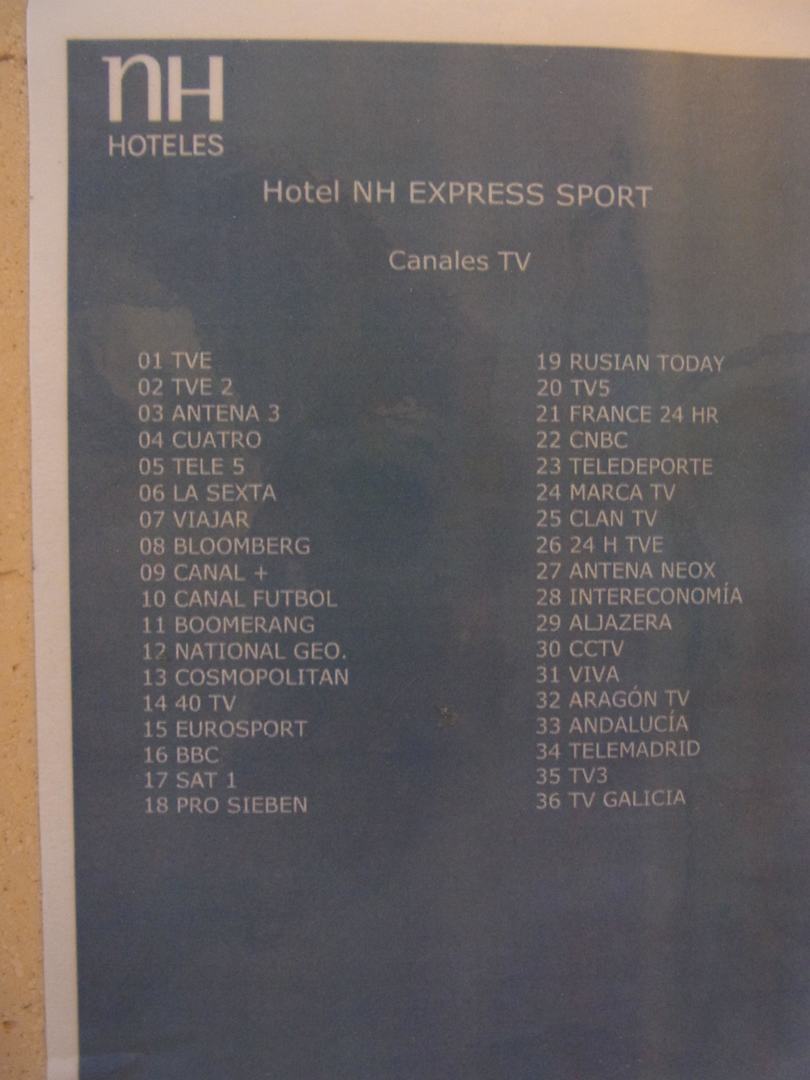 nH
HOTELES
Hotel NH EXPRESS SPORT
Canales TV
01 TVE
02 TVE 2
03 ANTENA 3
04 CUATRO
05 TELE 5
06 LA SEXTA
07 VIAJAR
08 BLOOMBERG
09 CANAL +
10 CANAL FUTBOL
11 BOOMERANG
12 NATIONAL GEO.
13 COSMOPOLITAN
14 40 TV
15 EUROSPORT
16 BBC
17 SAT 1
18 PRO SIEBEN
19 RUSIAN TODAY
20 TV5
21 FRANCE 24 HR
22 CNBC
23 TELEDEPORTE
24 MARCA TV
25 CLAN TV
26 24 H TVE
27 ANTENA NEOX
28 INTERECONOMÍA
29 ALJAZERA
30 CCTV
31 VIVA
32 ARAGÓN TV
33 ANDALUCÍA
34 TELEMADRID
35 TV3
36 TV GALICIA